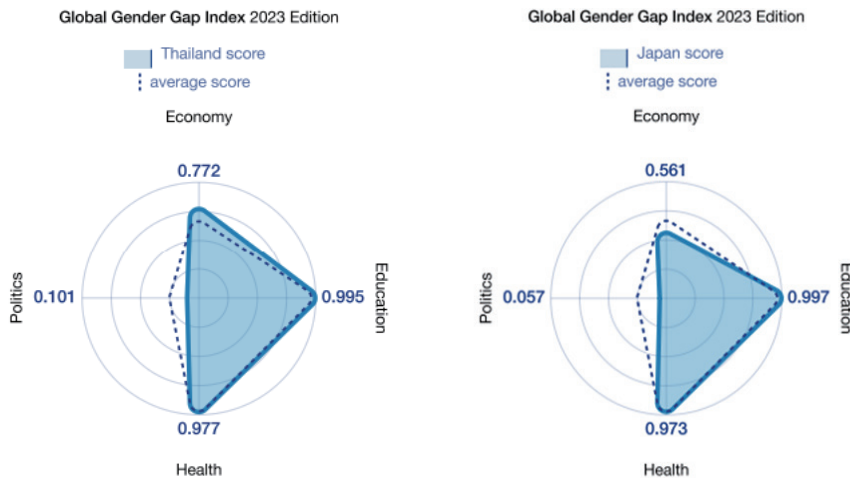 Global Gender Gap Index 2023 Edition
Thailand score
average score
Economy
0.772
Politics
0.101
0.995
Education
0.977
Health
Global Gender Gap Index 2023 Edition
Japan score
average score
Economy
0.561
Politics
0.057
0.997
Education
0.973
Health